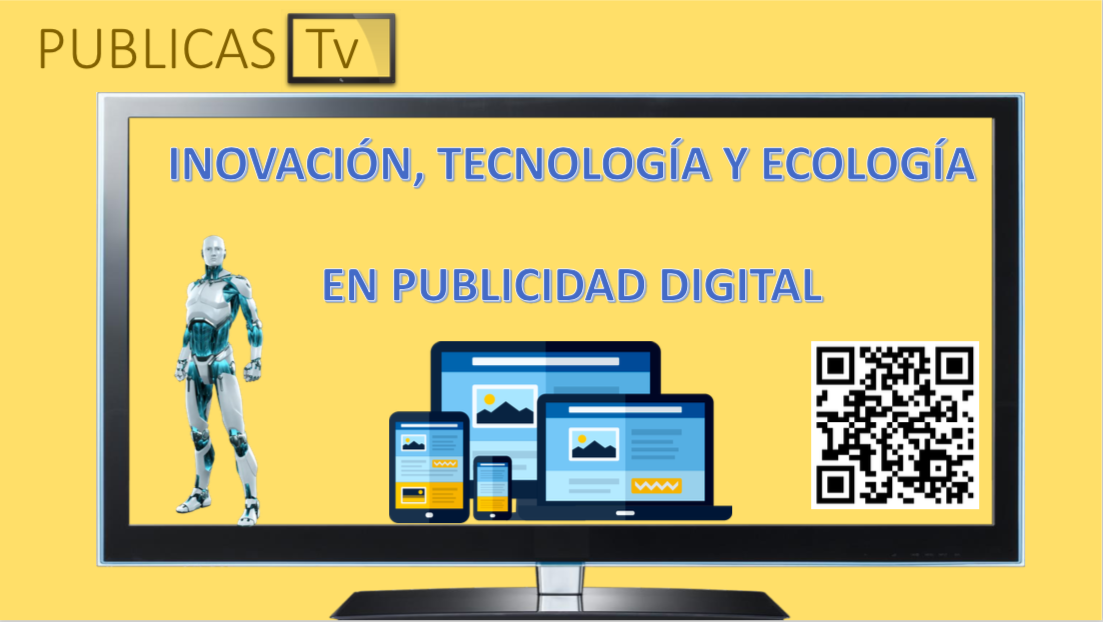 PUBLICAS Tv
INOVACIÓN, TECNOLOGÍA Y ECOLOGÍA
EN PUBLICIDAD DIGITAL